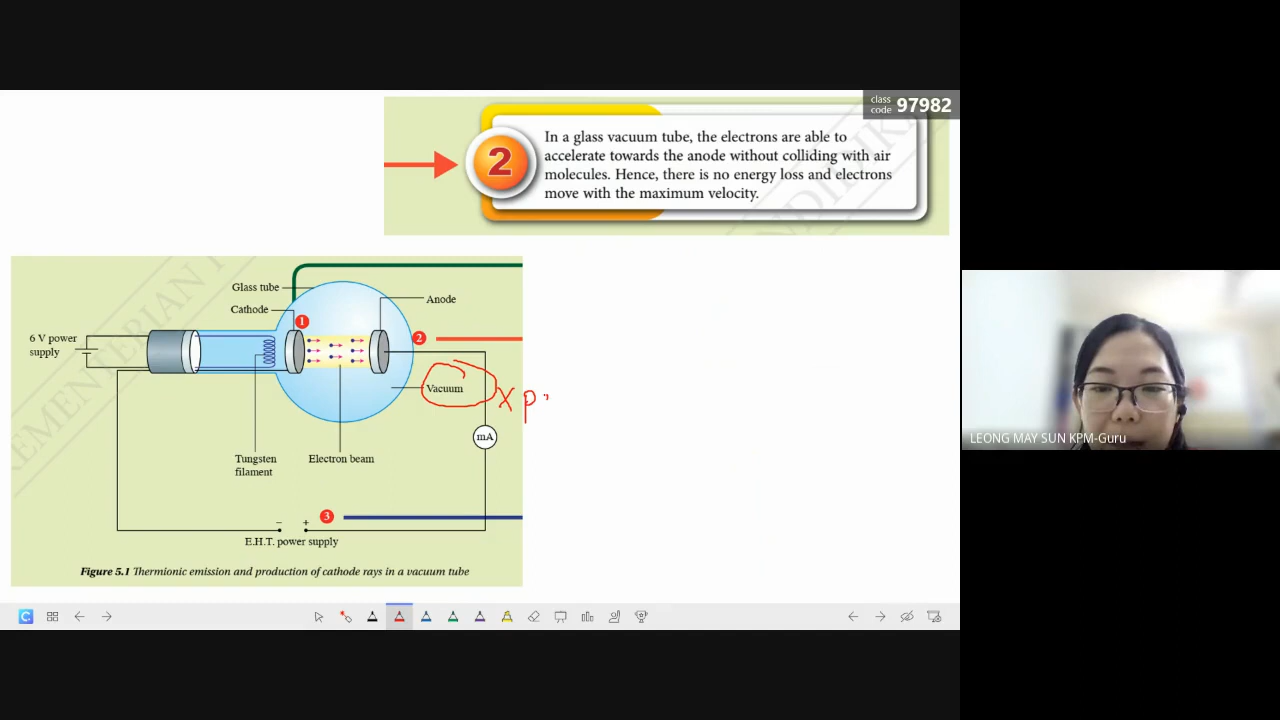 class
code 97982
2
In a glass vacuum tube, the electrons are able to
accelerate towards the anode without colliding with air
molecules. Hence, there is no energy loss and electrons
move with the maximum velocity.
Glass tube
Cathode
1
Anode
6 V power
supply
2
Vacuum
X p
mA
Tungsten
filament
Electron beam
- +
3
E.H.T. power supply
Figure 5.1 Thermionic emission and production of cathode rays in a vacuum tube
LEONG MAY SUN KPM-Guru
C